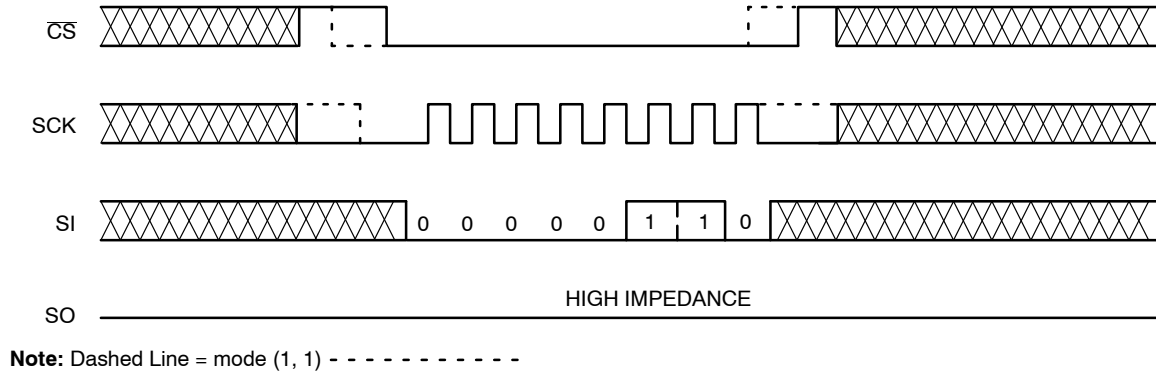 C̅S̅
SCK
SI 0 0 0 0 0 1 1 0
SO HIGH IMPEDANCE
Note: Dashed Line = mode (1, 1)